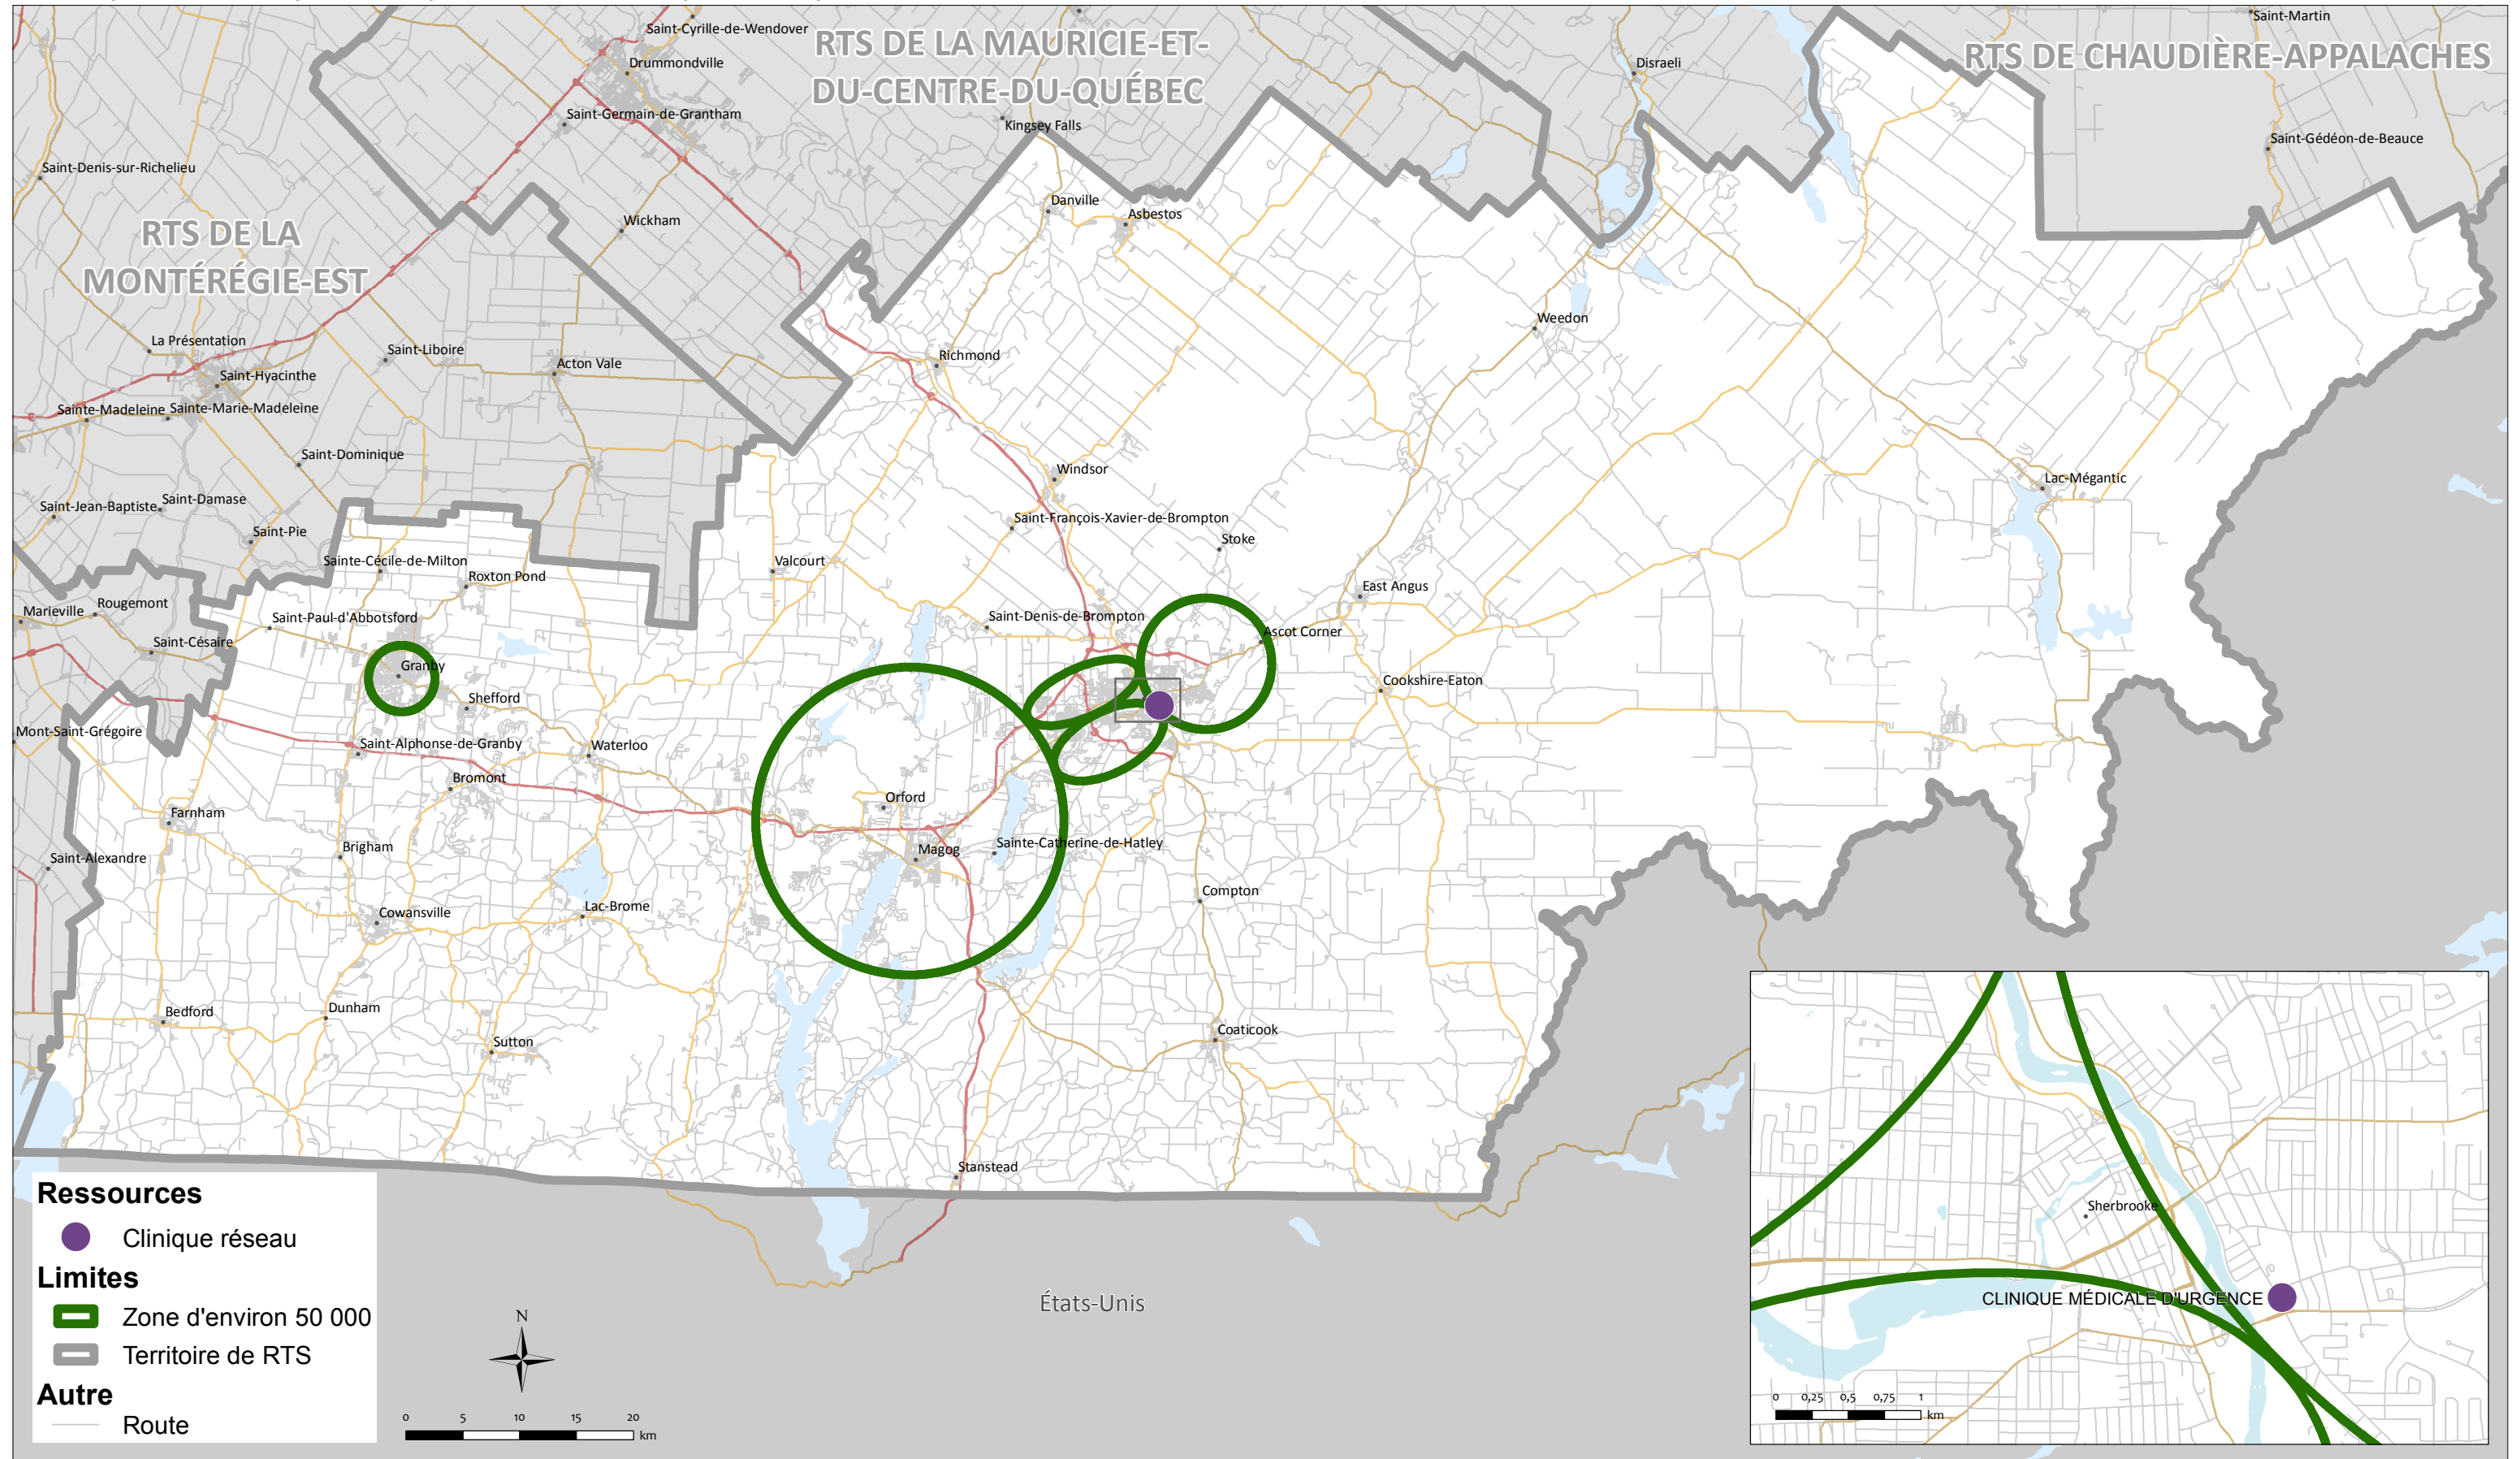 Saint-Cyrille-de-Wendover
Saint-Martin
RTS DE LA MAURICIE-ET-
DU-CENTRE-DU-QUÉBEC
RTS DE CHAUDIÈRE-APPALACHES
Drummondville
Disraeli
Saint-Germain-de-Grantham
Kingsey Falls
Saint-Gédéon-de-Beauce
Saint-Denis-sur-Richelieu
Danville
Asbestos
Wickham
RTS DE LA
MONTÉRÉGIE-EST
Weedon
La Présentation
Saint-Liboire
Richmond
Acton Vale
Saint-Hyacinthe
Sainte-Madeleine
Sainte-Marie-Madeleine
Saint-Dominique
Windsor
Lac-Mégantic
Saint-Jean-Baptiste
Saint-Damase
Saint-François-Xavier-de-Brompton
Saint-Pie
Stoke
Sainte-Cécile-de-Milton
Valcourt
Roxton Pond
East Angus
Marieville
Rougemont
Saint-Paul-d'Abbotsford
Saint-Denis-de-Brompton
Ascot Corner
Saint-Césaire
Granby
Cookshire-Eaton
Shefford
Mont-Saint-Grégoire
Saint-Alphonse-de-Granby
Waterloo
Bromont
Orford
Farnham
Brigham
Magog
Sainte-Catherine-de-Hatley
Saint-Alexandre
Compton
Cowansville
Lac-Brome
Bedford
Dunham
Coaticook
Sutton
Stanstead
Sherbrooke
CLINIQUE MÉDICALE D'URGENCE
0 0,25 0,5 0,75 1
km
États-Unis
Ressources
Clinique réseau
Limites
Zone d'environ 50 000
Territoire de RTS
Autre
Route
N
0 5 10 15 20
km